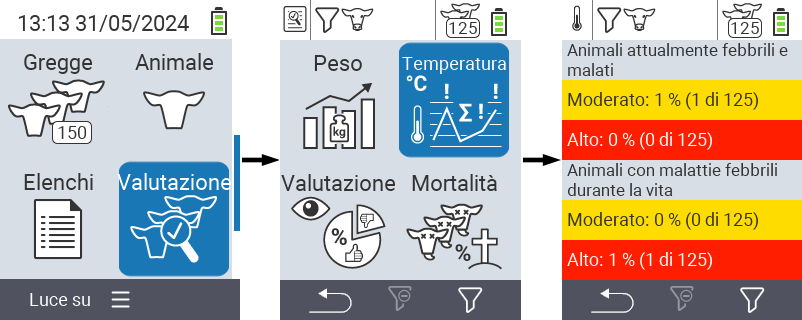 13:13 31/05/2024
Gregge
Animale
150
Elenchi
Valutazione
Luce su
125
Peso
Temperatura
°C
! !
Σ !
kg
Valutazione
Mortalità
%
%
125
Animali attualmente febbrili e
malati
Moderato: 1 % (1 di 125)
Alto: 0 % (0 di 125)
Animali con malattie febbrili
durante la vita
Moderato: 0 % (0 di 125)
Alto: 1 % (1 di 125)